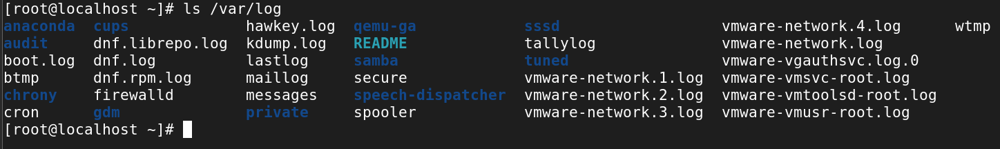 [root@localhost ~]# ls /var/log
anaconda  cups             hawkey.log  qemu-ga            sssd                  vmware-network.4.log      wtmp
audit     dnf.librepo.log  kdump.log   README             tallylog              vmware-network.log
boot.log  dnf.log          lastlog     samba              tuned                 vmware-vgauthsvc.log.0
btmp      dnf.rpm.log      maillog     secure             vmware-network.1.log  vmware-vmsvc-root.log
chrony    firewalld        messages    speech-dispatcher  vmware-network.2.log  vmware-vmtoolsd-root.log
cron      gdm              private     spooler            vmware-network.3.log  vmware-vmusr-root.log
[root@localhost ~]#